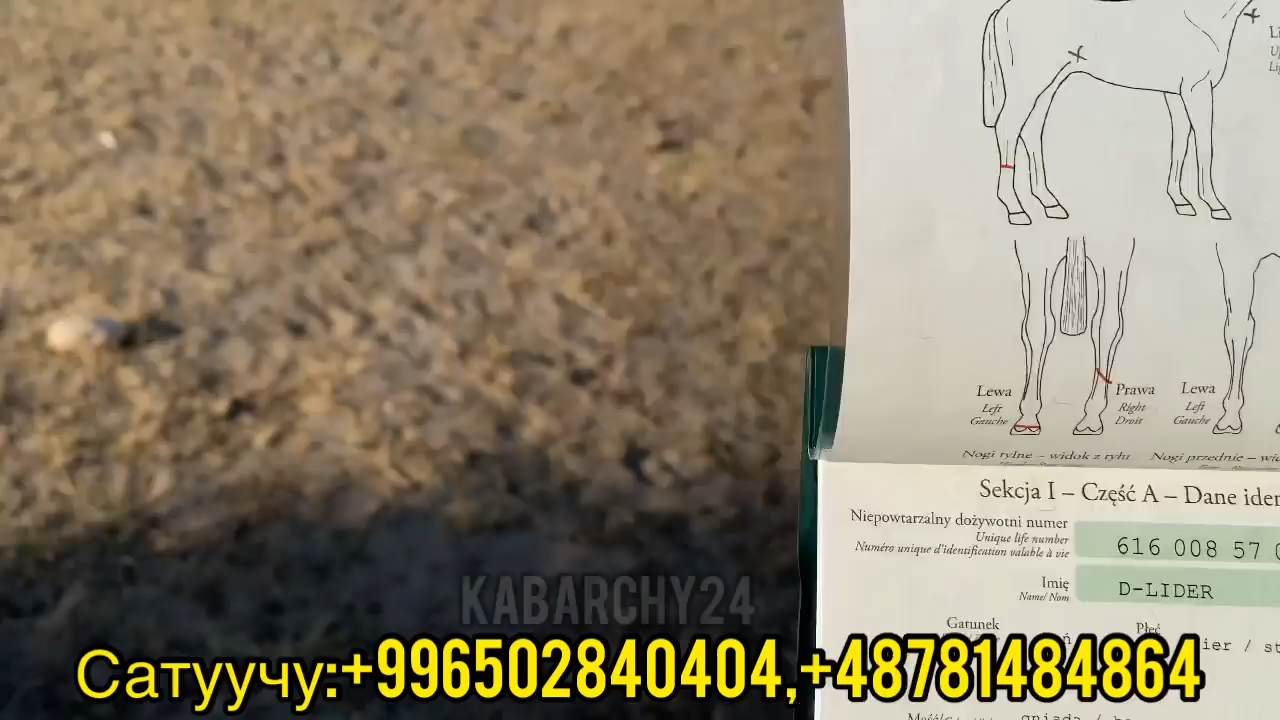 Lewa
Left
Gauche
Prawa
Right
Droit
Lewa
Left
Gauche
Nogi tylne – widok z tyłu
Nogi przednie –
Sekcja I – Część A – Dane
Niepowtarzalny dożywotni numer
Unique life number
Numéro unique d'identification valable à vie
616 008 57
Imię
Name/ Nom
D-LIDER
Gatunek
Płeć
KABARCHY24
Сатуучу:+996502840404,+48781484864